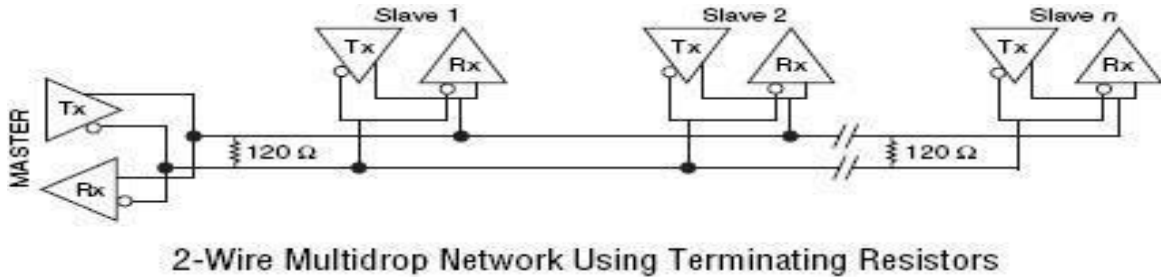 Slave 1
Slave 2
Slave n
Tx
Rx
Tx
Rx
Tx
Rx
MASTER
Tx
Rx
120 Ω
120 Ω
2-Wire Multidrop Network Using Terminating Resistors